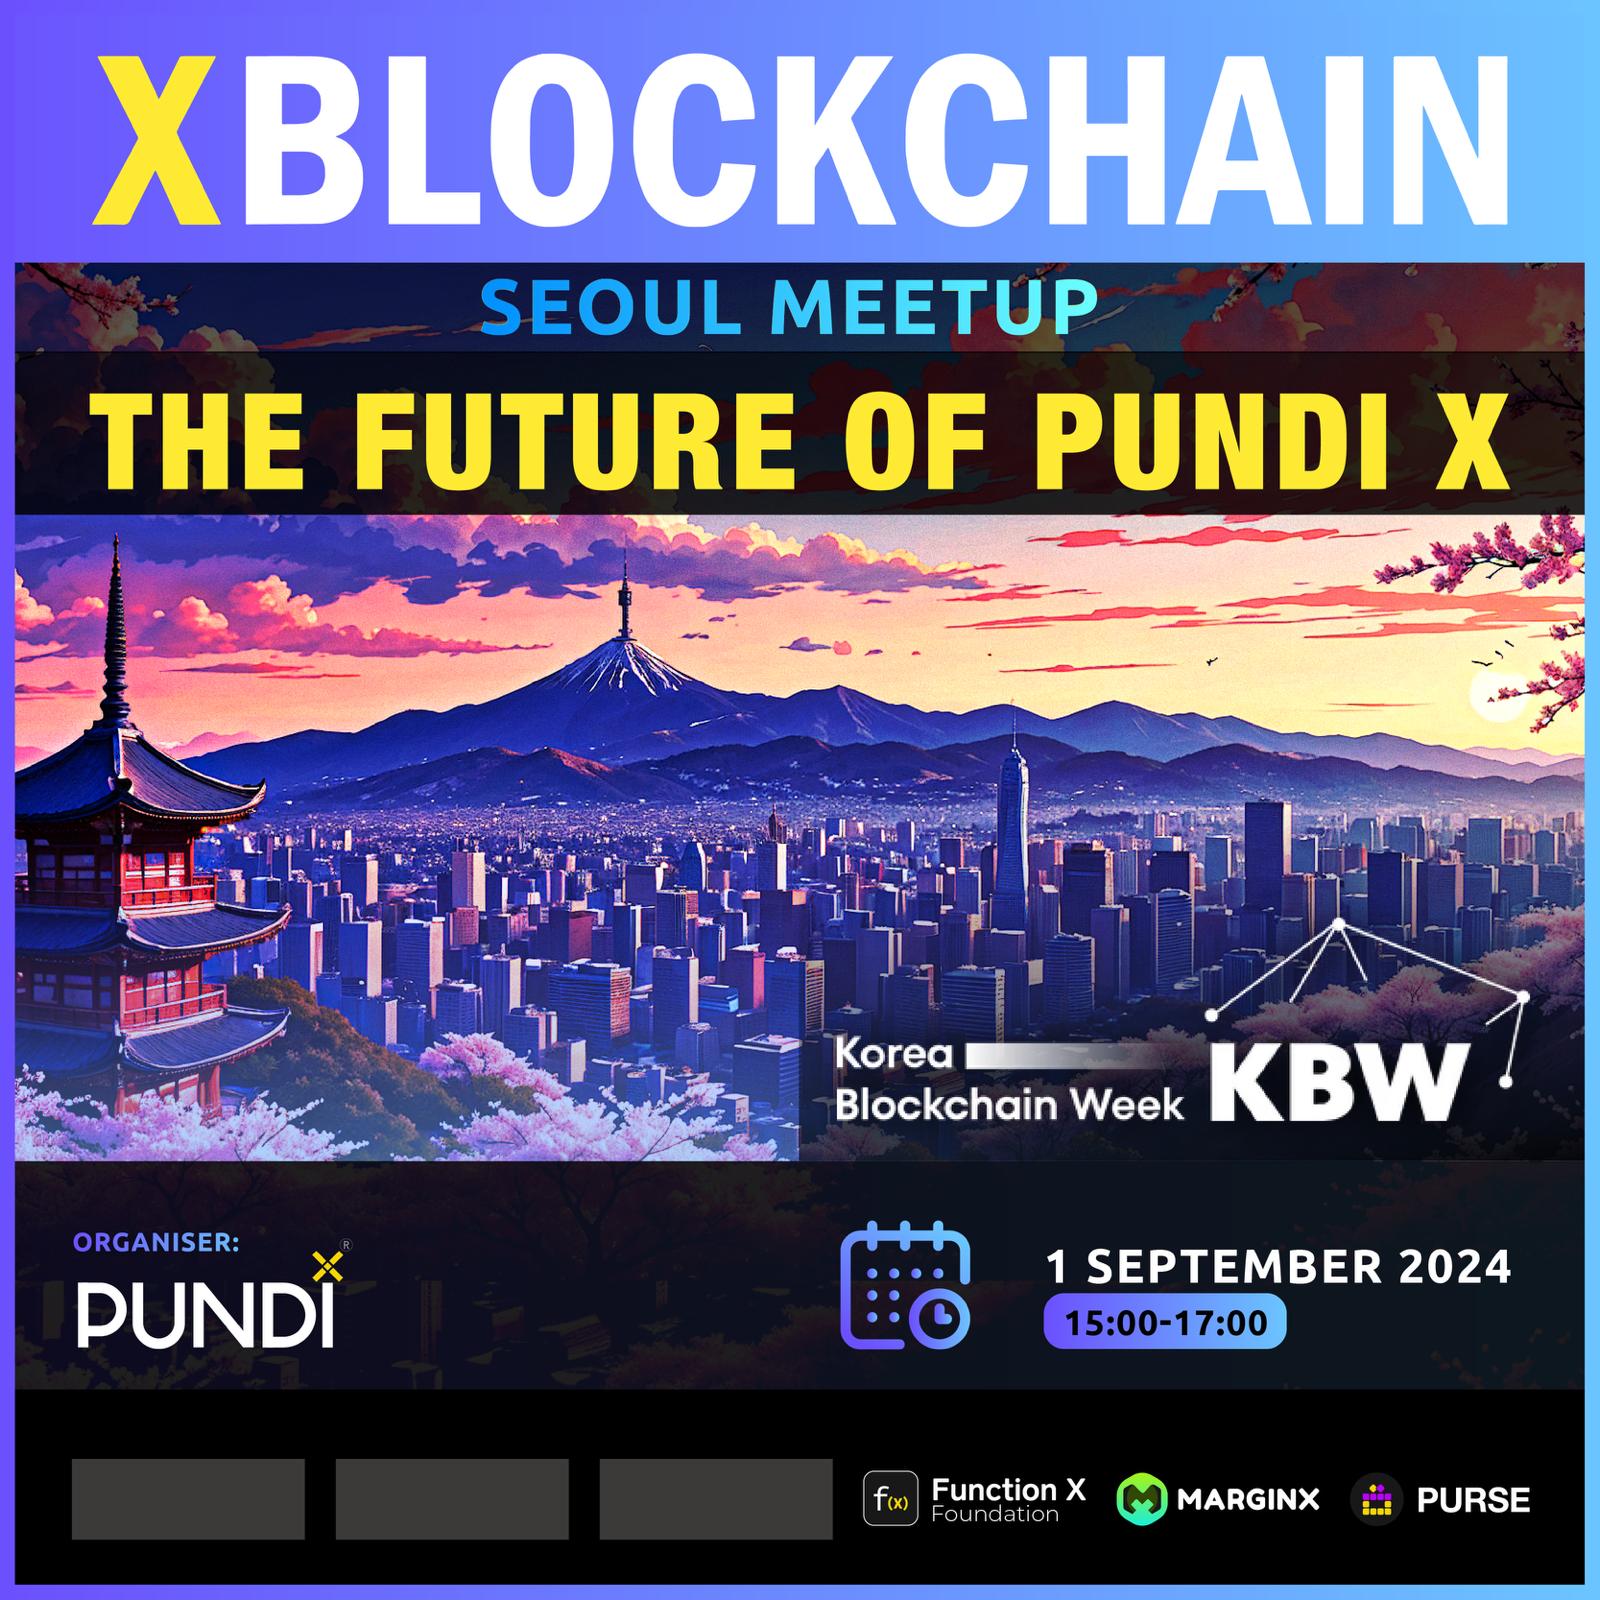 XBLOCKCHAIN
SEOUL MEETUP
THE FUTURE OF PUNDI X
Korea
Blockchain Week
KBW
ORGANISER:
PUNDI X ®
1 SEPTEMBER 2024
15:00-17:00
f(x)
Function X
Foundation
MARGINX
PURSE